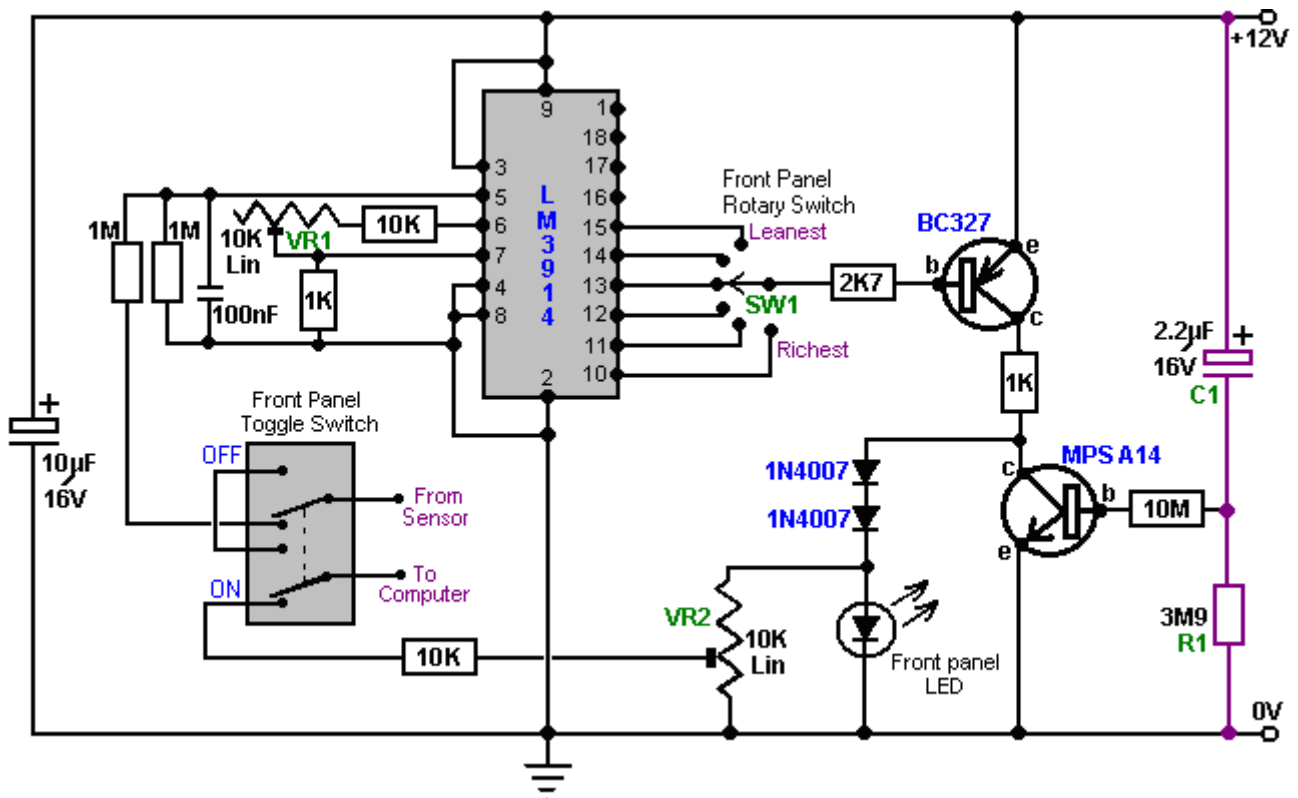 +12V
9
1
18
3
17
5
16
6
15
7
14
4
13
8
12
11
10
2
L
M
3
9
1
4
1M
1M
10K
Lin
VR1
10K
1K
100nF
Front Panel
Rotary Switch
Leanest
SW1
Richest
2K7
BC327
b
e
c
1K
+
2.2µF
16V
C1
+
10µF
16V
Front Panel
Toggle Switch
OFF
From
Sensor
ON
To
Computer
1N4007
1N4007
MPS A14
c
b
e
10M
VR2
10K
Lin
10K
Front panel
LED
3M9
R1
0V